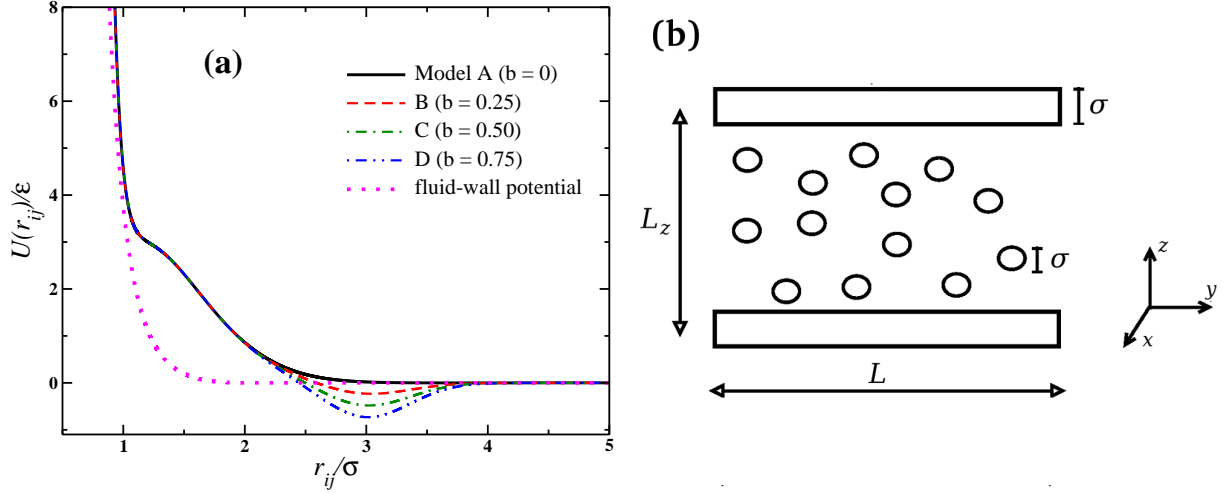 (a)
U(r_ij)/ε
8
6
4
2
0
1
2
3
4
5
r_ij/σ
Model A (b = 0)
B (b = 0.25)
C (b = 0.50)
D (b = 0.75)
fluid-wall potential
(b)
σ
L_z
σ
L
z
y
x